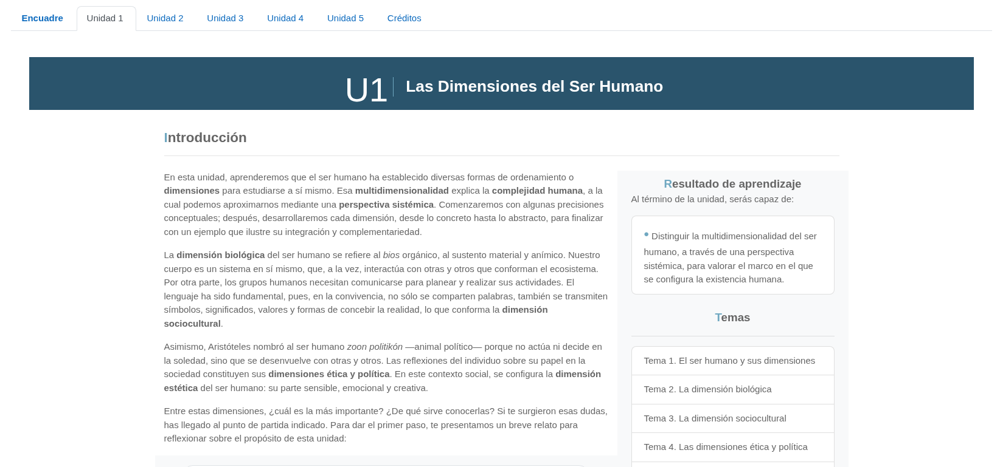 Encuadre
Unidad 1
Unidad 2
Unidad 3
Unidad 4
Unidad 5
Créditos
U1
Las Dimensiones del Ser Humano
Introducción
En esta unidad, aprenderemos que el ser humano ha establecido diversas formas de ordenamiento o
dimensiones para estudiarse a sí mismo. Esa multidimensionalidad explica la complejidad humana, a la
cual podemos aproximarnos mediante una perspectiva sistémica. Comenzaremos con algunas precisiones
conceptuales; después, desarrollaremos cada dimensión, desde lo concreto hasta lo abstracto, para finalizar
con un ejemplo que ilustre su integración y complementariedad.
La dimensión biológica del ser humano se refiere al bios orgánico, al sustento material y anímico. Nuestro
cuerpo es un sistema en sí mismo, que, a la vez, interactúa con otras y otros que conforman el ecosistema.
Por otra parte, los grupos humanos necesitan comunicarse para planear y realizar sus actividades. El
lenguaje ha sido fundamental, pues, en la convivencia, no sólo se comparten palabras, también se transmiten
símbolos, significados, valores y formas de concebir la realidad, lo que conforma la dimensión
sociocultural.
Asimismo, Aristóteles nombró al ser humano zoon politikón —animal político— porque no actúa ni decide en
la soledad, sino que se desenvuelve con otras y otros. Las reflexiones del individuo sobre su papel en la
sociedad constituyen sus dimensiones ética y política. En este contexto social, se configura la dimensión
estética del ser humano: su parte sensible, emocional y creativa.
Entre estas dimensiones, ¿cuál es la más importante? ¿De qué sirve conocerlas? Si te surgieron esas dudas,
has llegado al punto de partida indicado. Para dar el primer paso, te presentamos un breve relato para
reflexionar sobre el propósito de esta unidad:
Resultado de aprendizaje
Al término de la unidad, serás capaz de:
• Distinguir la multidimensionalidad del ser
humano, a través de una perspectiva
sistémica, para valorar el marco en el que
se configura la existencia humana.
Temas
Tema 1. El ser humano y sus dimensiones
Tema 2. La dimensión biológica
Tema 3. La dimensión sociocultural
Tema 4. Las dimensiones ética y política